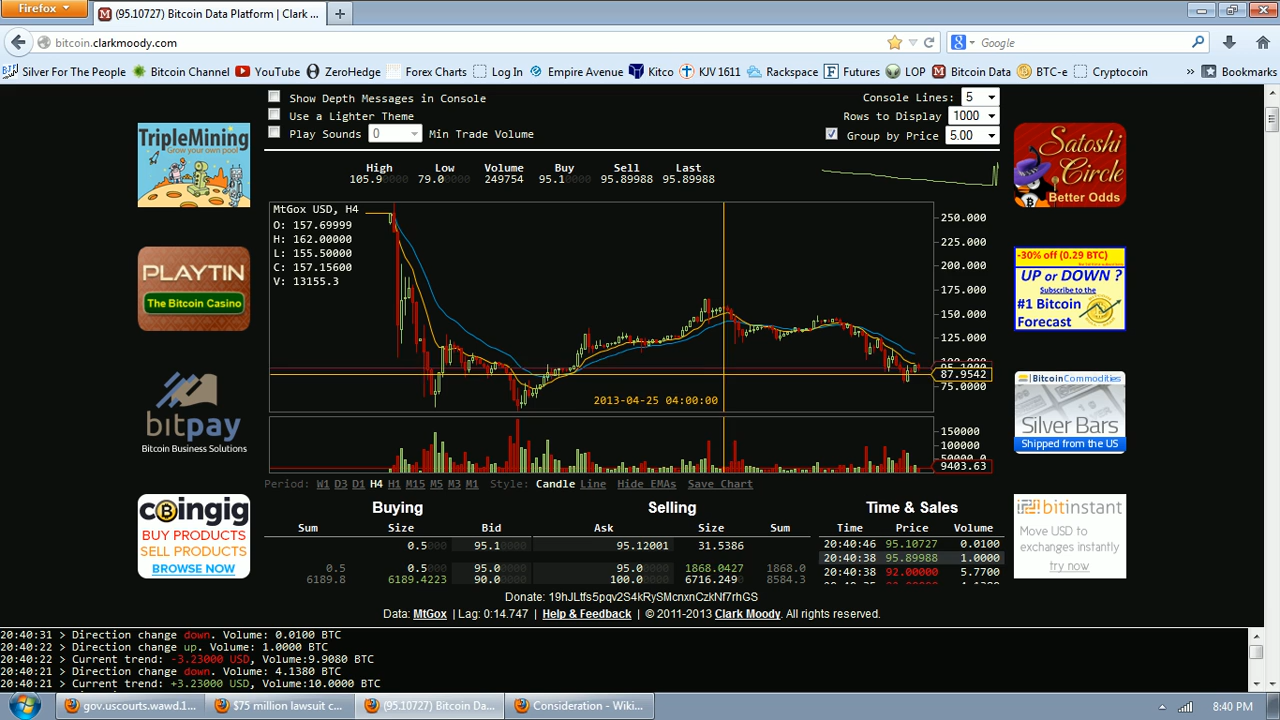 Firefox
(95.10727) Bitcoin Data Platform | Clark ...
bitcoin.clarkmoody.com
Google
Silver For The People Bitcoin Channel YouTube ZeroHedge Forex Charts Log In Empire Avenue Kitco KJV 1611 Rackspace Futures LOP Bitcoin Data BTC-e Cryptocoin » Bookmarks
Show Depth Messages in Console
Console Lines: 5
Use a Lighter Theme
Rows to Display 1000
Play Sounds 0 Min Trade Volume
Group by Price 5.00
TripleMining
Grow your own pool
Satoshi
Circle
Better Odds
High Low Volume Buy Sell Last
105.90000 79.00000 249754 95.10000 95.89988 95.89988
MtGox USD, H4
O: 157.69999
H: 162.00000
L: 155.50000
C: 157.15600
V: 13155.3
250.000
225.000
200.000
175.000
150.000
125.000
87.9542
75.0000
2013-04-25 04:00:00
150000
100000
50000.0
9403.63
PLAYTIN
The Bitcoin Casino
-30% off (0.29 BTC)
UP or DOWN ?
Subscribe to the
#1 Bitcoin
Forecast
bitpay
Bitcoin Business Solutions
BitcoinCommodities
Silver Bars
Shipped from the US
Period: W1 D3 D1 H4 H1 M15 M5 M3 M1 Style: Candle Line Hide EMAs Save Chart
coingig
BUY PRODUCTS
SELL PRODUCTS
BROWSE NOW
bitinstant
Move USD to
exchanges instantly
try now
Buying Selling Time & Sales
Sum Size Bid Ask Size Sum Time Price Volume
0.5000 95.10000 95.12001 31.5386 20:40:46 95.10727 0.0100
20:40:38 95.89988 1.0000
0.5 0.5000 95.00000 95.00000 1868.0427 1868.0
20:40:38 92.00000 5.7700
6189.8 6189.4223 90.00000 100.00000 6716.2490 8584.3
Donate: 19hJLtfs5pqv2S4kRySMcnxnCzkNf7rhGS
Data: MtGox | Lag: 0:14.747 | Help & Feedback | © 2011-2013 Clark Moody. All rights reserved.
20:40:31 > Direction change down. Volume: 0.0100 BTC
20:40:22 > Direction change up. Volume: 1.0000 BTC
20:40:22 > Current trend: -3.23000 USD, Volume:9.9080 BTC
20:40:21 > Direction change down. Volume: 4.1380 BTC
20:40:21 > Current trend: +3.23000 USD, Volume:10.0000 BTC
gov.uscourts.wawd.1... $75 million lawsuit c... (95.10727) Bitcoin Da... Consideration - Wiki... 8:40 PM